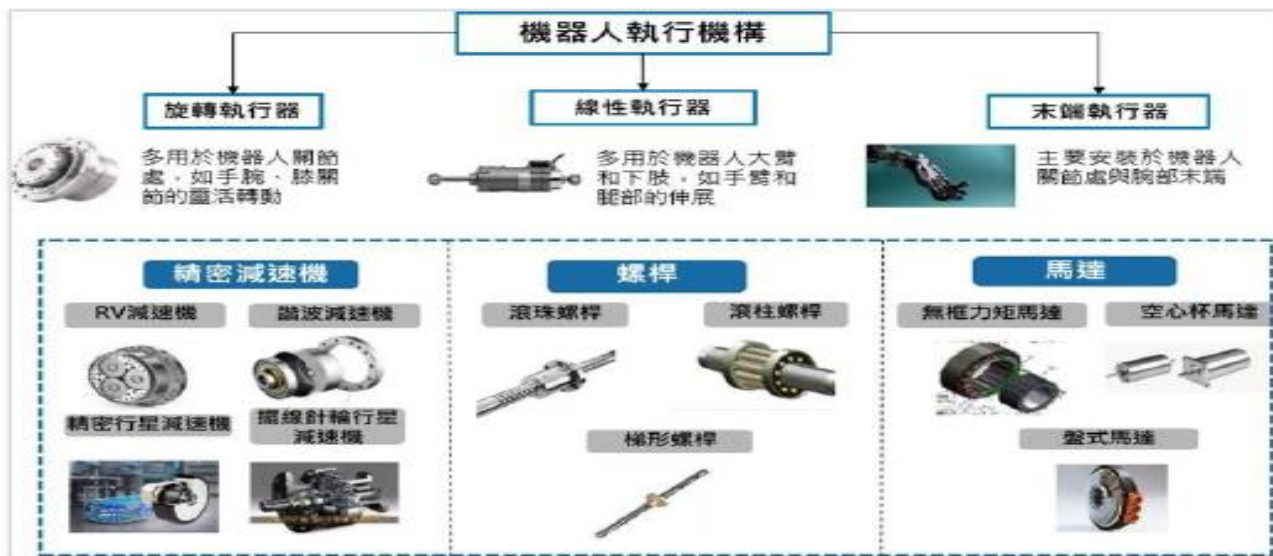 機器人執行機構
旋轉執行器
多用於機器人關節
處，如手腕、膝關
節的靈活轉動
線性執行器
多用於機器人大臂
和下肢，如手臂和
腿部的伸展
末端執行器
主要安裝於機器人
關節處與腕部末端
精密減速機
RV減速機
諧波減速機
精密行星減速機
擺線針輪行星
減速機
螺桿
滾珠螺桿
滾柱螺桿
梯形螺桿
馬達
無框力矩馬達
空心杯馬達
盤式馬達